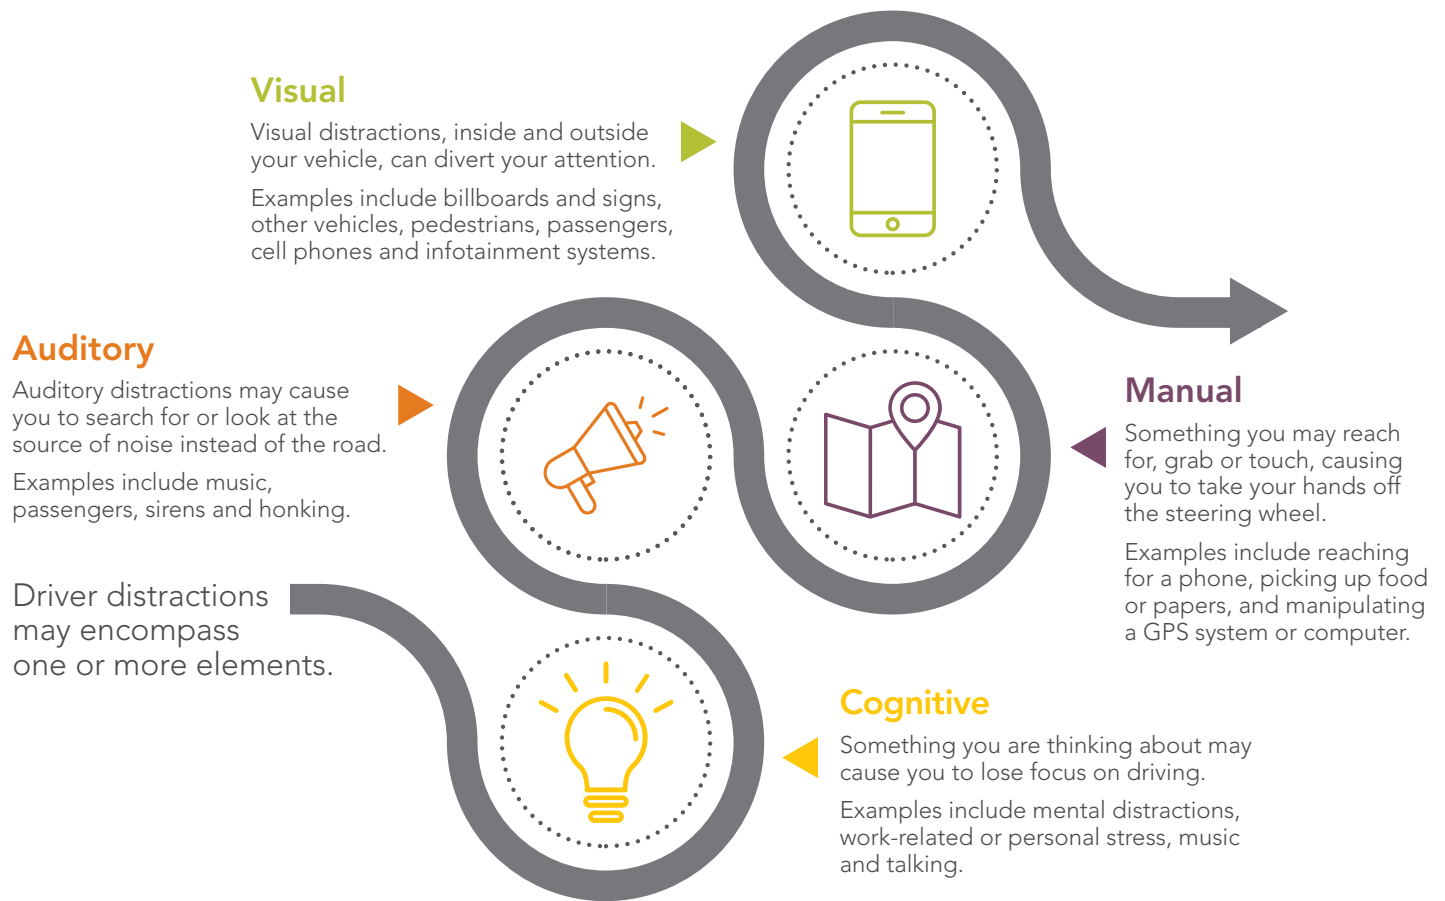 Visual
Visual distractions, inside and outside
your vehicle, can divert your attention.
Examples include billboards and signs,
other vehicles, pedestrians, passengers,
cell phones and infotainment systems.
Auditory
Auditory distractions may cause
you to search for or look at the
source of noise instead of the road.
Examples include music,
passengers, sirens and honking.
Manual
Something you may reach
for, grab or touch, causing
you to take your hands off
the steering wheel.
Examples include reaching
for a phone, picking up food
or papers, and manipulating
a GPS system or computer.
Driver distractions
may encompass
one or more elements.
Cognitive
Something you are thinking about may
cause you to lose focus on driving.
Examples include mental distractions,
work-related or personal stress, music
and talking.